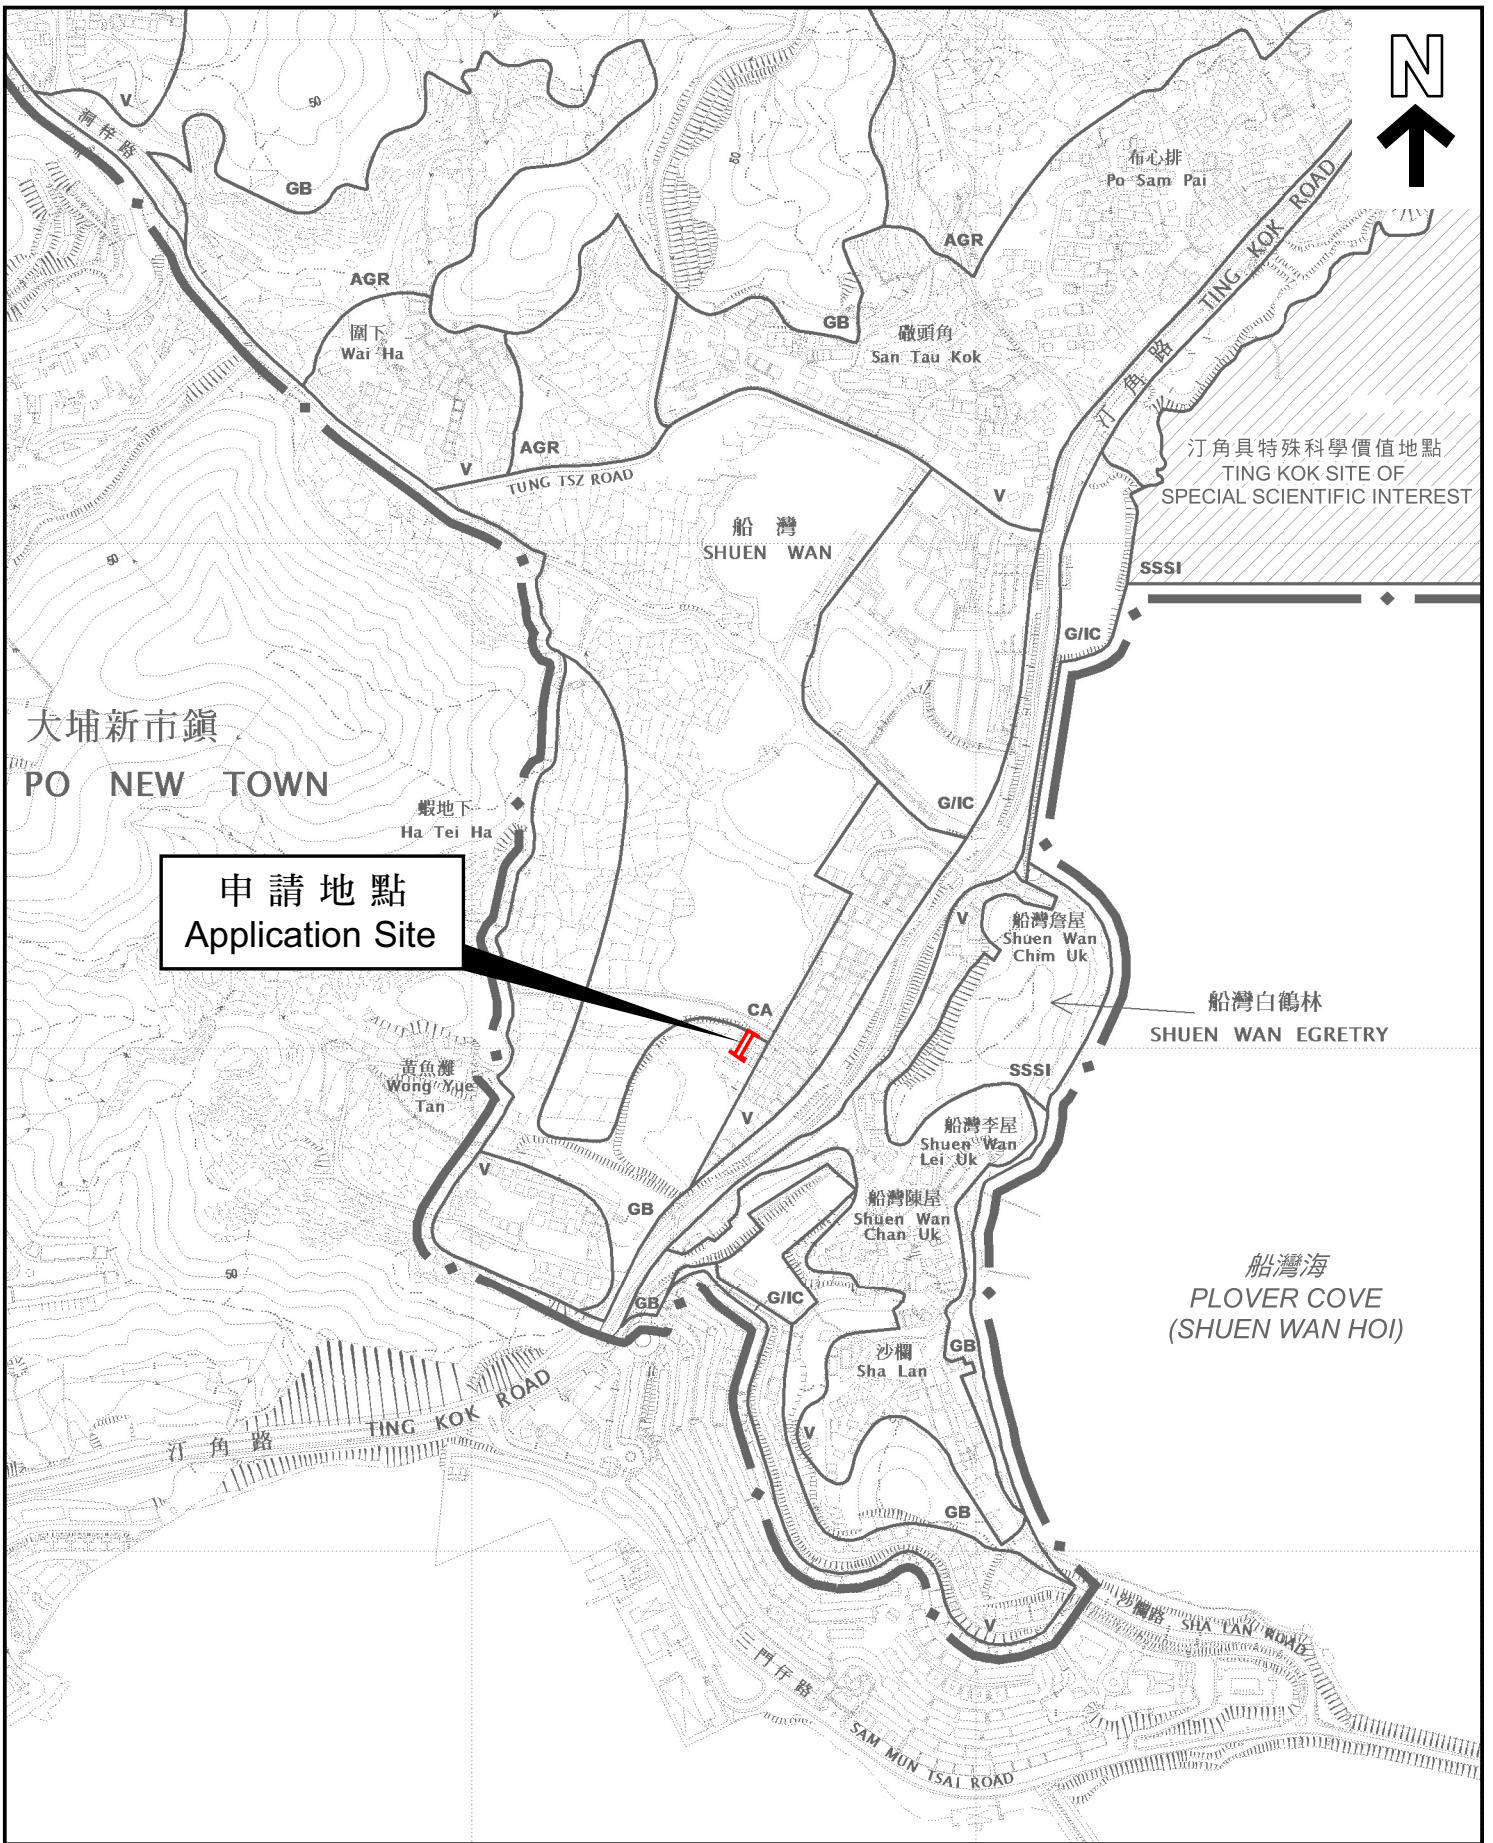 N
V
洞梓路
50
GB
50
布心排
Po Sam Pai
AGR
AGR
TING KOK ROAD
汀角路
圍下
Wai Ha
GB
礮頭角
San Tau Kok
V
AGR
TUNG TSZ ROAD
汀角具特殊科學價值地點
TING KOK SITE OF
SPECIAL SCIENTIFIC INTEREST
V
船灣
SHUEN WAN
50
SSSI
G/IC
大埔新市鎮
PO NEW TOWN
蝦地下
Ha Tei Ha
G/IC
申請地點
Application Site
V
船灣詹屋
Shuen Wan
Chim Uk
CA
船灣白鶴林
SHUEN WAN EGRETRY
黃魚灘
Wong Yue
Tan
SSSI
V
船灣李屋
Shuen Wan
Lei Uk
V
GB
船灣陳屋
Shuen Wan
Chan Uk
50
GB
G/IC
船灣海
PLOVER COVE
(SHUEN WAN HOI)
沙欄
Sha Lan
GB
汀角路
TING KOK ROAD
V
GB
V
沙欄路
SHA LAN ROAD
三門仔路
SAM MUN TSAI ROAD